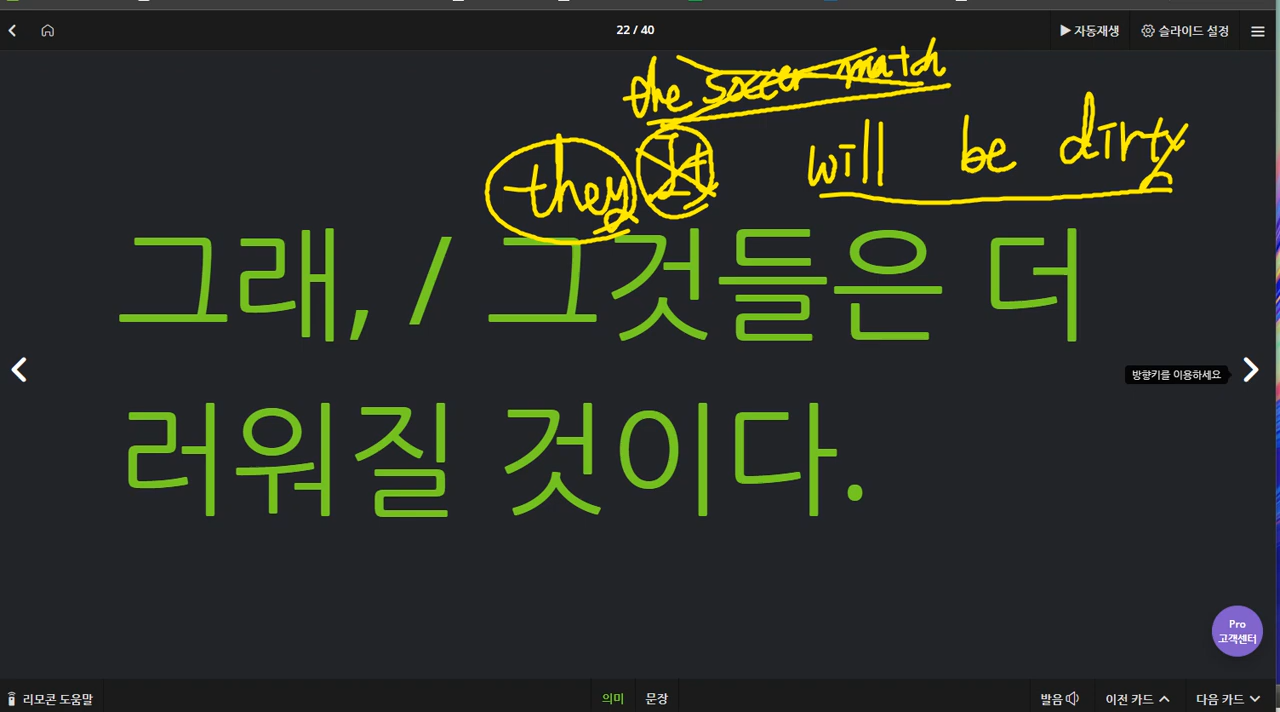 22 / 40
자동재생
슬라이드 설정
the soccer match
they It will be dirty
그래, / 그것들은 더
러워질 것이다.
방향키를 이용하세요
Pro
고객센터
리모콘 도움말
의미
문장
발음
이전 카드
다음 카드